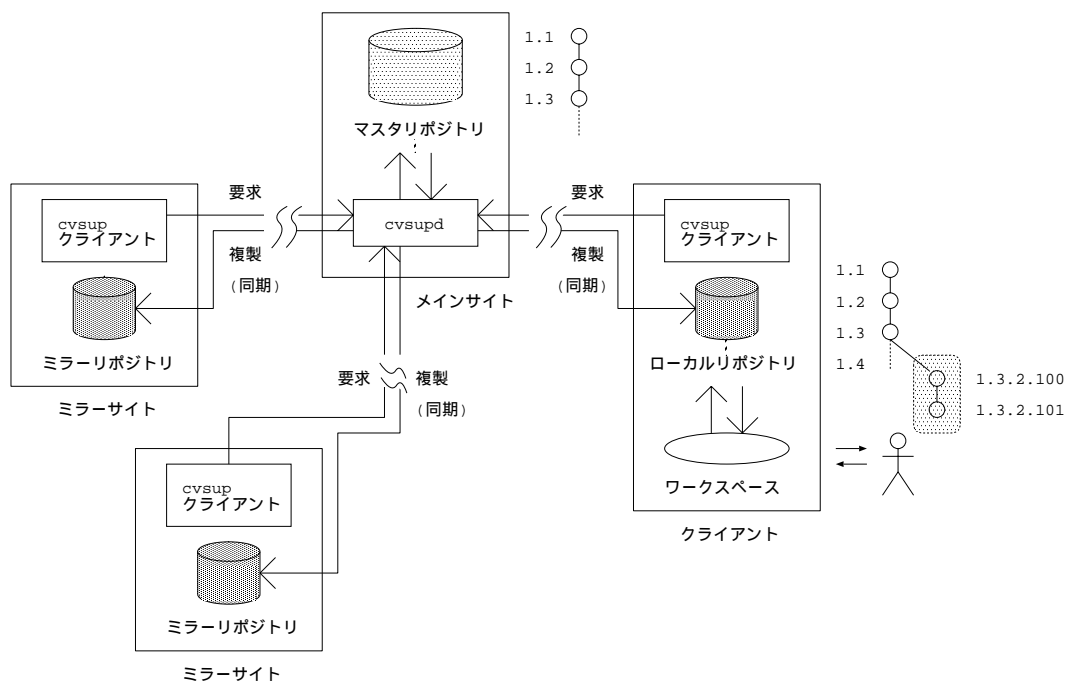 マスタリポジトリ
1.1
1.2
1.3
cvsupd
メインサイト
要求
複製
(同期)
cvsup
クライアント
ミラーリポジトリ
ミラーサイト
要求
複製
(同期)
cvsup
クライアント
ローカルリポジトリ
ワークスペース
クライアント
1.1
1.2
1.3
1.4
1.3.2.100
1.3.2.101
要求
複製
(同期)
cvsup
クライアント
ミラーリポジトリ
ミラーサイト